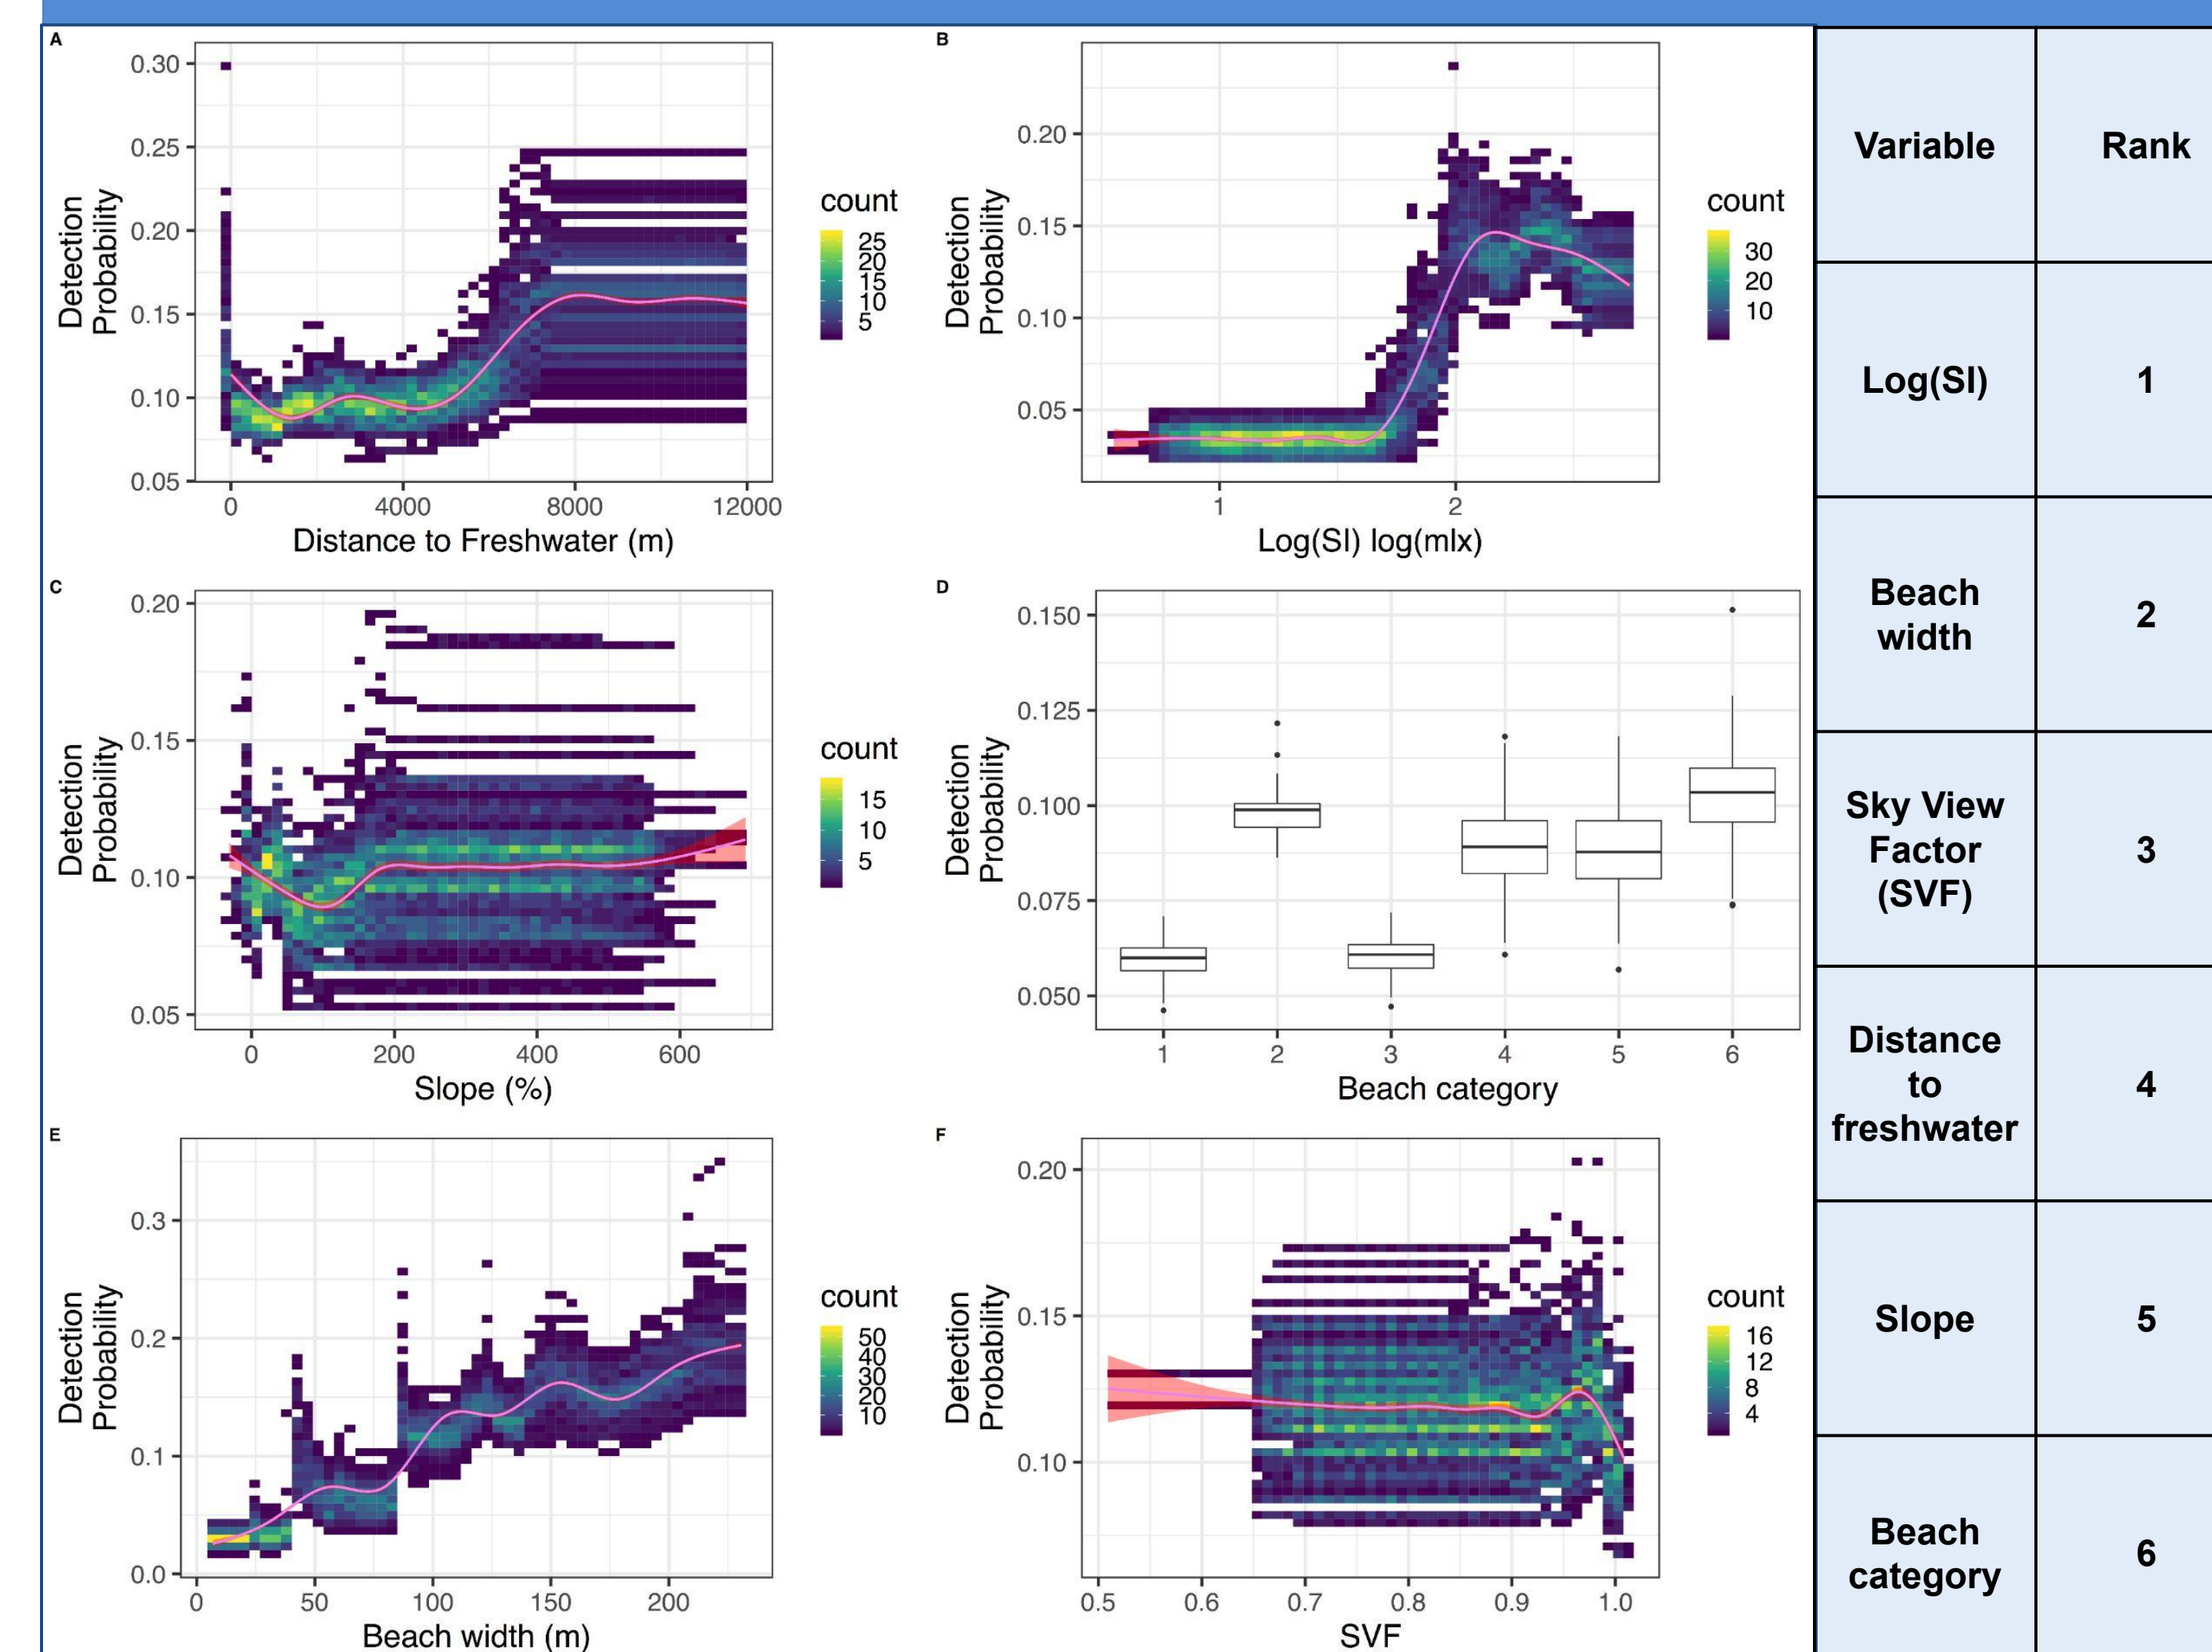 A
Detection
Probability
0.30
0.25
0.20
0.15
0.10
0.05
0
4000
8000
12000
Distance to Freshwater (m)
count
25
20
15
10
5
B
Detection
Probability
0.20
0.15
0.10
0.05
1
2
Log(SI) log(mlx)
count
30
20
10
C
Detection
Probability
0.20
0.15
0.10
0.05
0
200
400
600
Slope (%)
count
15
10
5
D
Detection
Probability
0.150
0.125
0.100
0.075
0.050
1
2
3
4
5
6
Beach category
E
Detection
Probability
0.3
0.2
0.1
0.0
0
50
100
150
200
Beach width (m)
count
50
40
30
20
10
F
Detection
Probability
0.20
0.15
0.10
0.5
0.6
0.7
0.8
0.9
1.0
SVF
count
16
12
8
4
Variable
Rank
Log(SI)
1
Beach
width
2
Sky View
Factor
(SVF)
3
Distance
to
freshwater
4
Slope
5
Beach
category
6